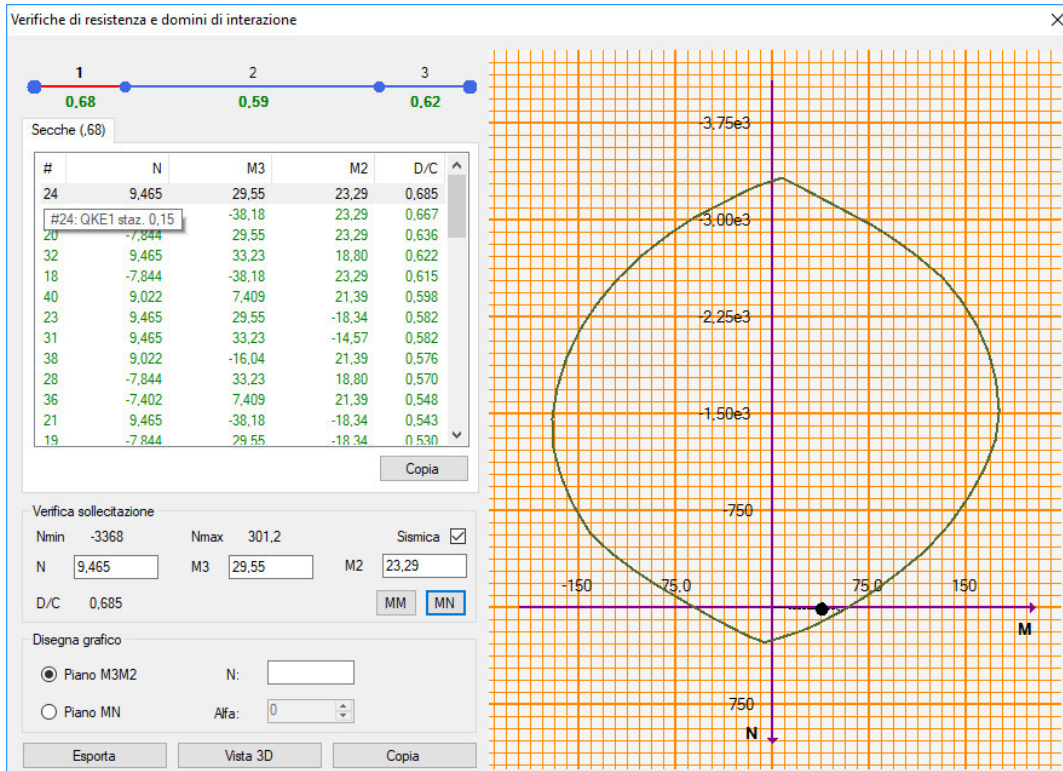 Verifiche di resistenza e domini di interazione
1 2 3
0,68 0,59 0,62
Secche (,68)
# N M3 M2 D/C
24 9,465 29,55 23,29 0,685
#24: QKE1 staz. 0,15 -38,18 23,29 0,667
20 -7,844 29,55 23,29 0,636
32 9,465 33,23 18,80 0,622
18 -7,844 -38,18 23,29 0,615
40 9,022 7,409 21,39 0,598
23 9,465 29,55 -18,34 0,582
31 9,465 33,23 -14,57 0,582
38 9,022 -16,04 21,39 0,576
28 -7,844 33,23 18,80 0,570
36 -7,402 7,409 21,39 0,548
21 9,465 -38,18 -18,34 0,543
19 -7,844 29,55 -18,34 0,530
Copia
Verifica sollecitazione
Nmin -3368 Nmax 301,2 Sismica
N 9,465 M3 29,55 M2 23,29
D/C 0,685 MM MN
Disegna grafico
Piano M3M2 N:
Piano MN Alfa: 0
Esporta Vista 3D Copia
-3,75e3
-3,00e3
-2,25e3
-1,50e3
-750
-150 -75,0 75,0 150
M
750
N